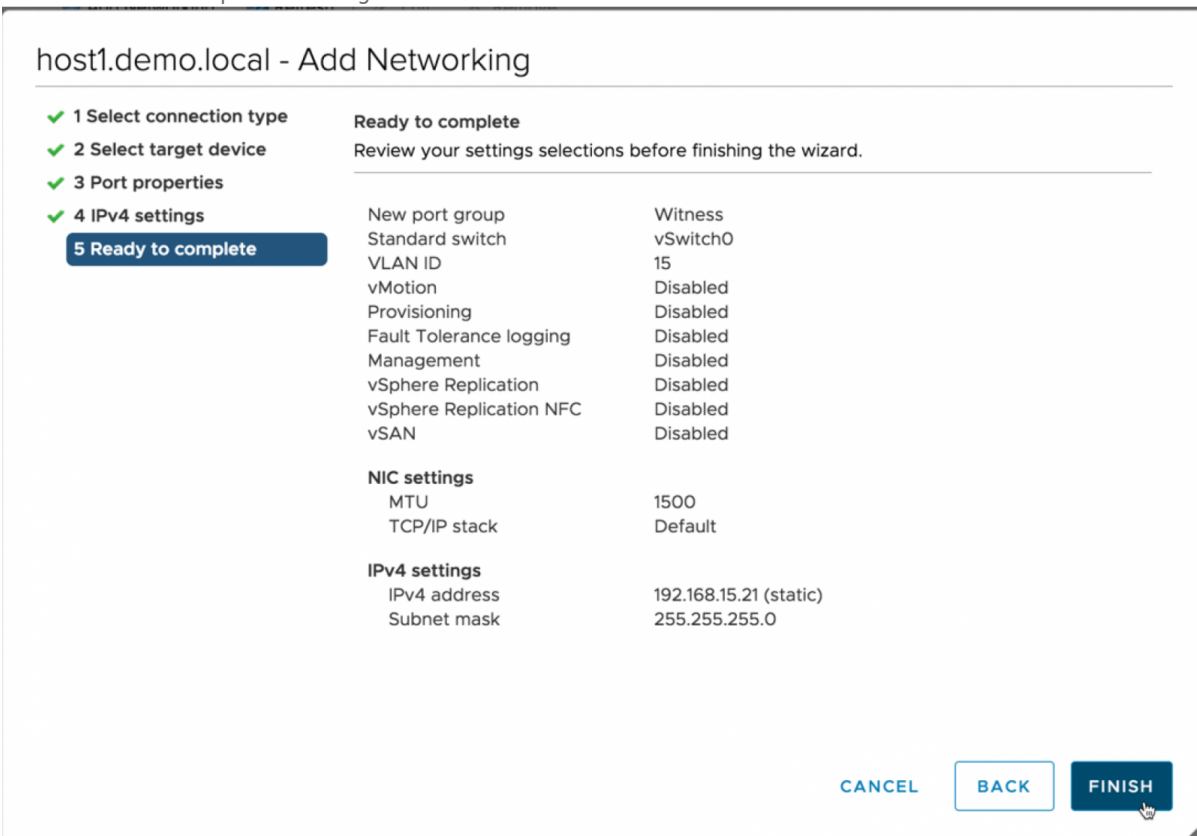 host1.demo.local - Add Networking
1 Select connection type
2 Select target device
3 Port properties
4 IPv4 settings
5 Ready to complete
Ready to complete
Review your settings selections before finishing the wizard.
New port group Witness
Standard switch vSwitch0
VLAN ID 15
vMotion Disabled
Provisioning Disabled
Fault Tolerance logging Disabled
Management Disabled
vSphere Replication Disabled
vSphere Replication NFC Disabled
vSAN Disabled
NIC settings
MTU 1500
TCP/IP stack Default
IPv4 settings
IPv4 address 192.168.15.21 (static)
Subnet mask 255.255.255.0
CANCEL BACK FINISH